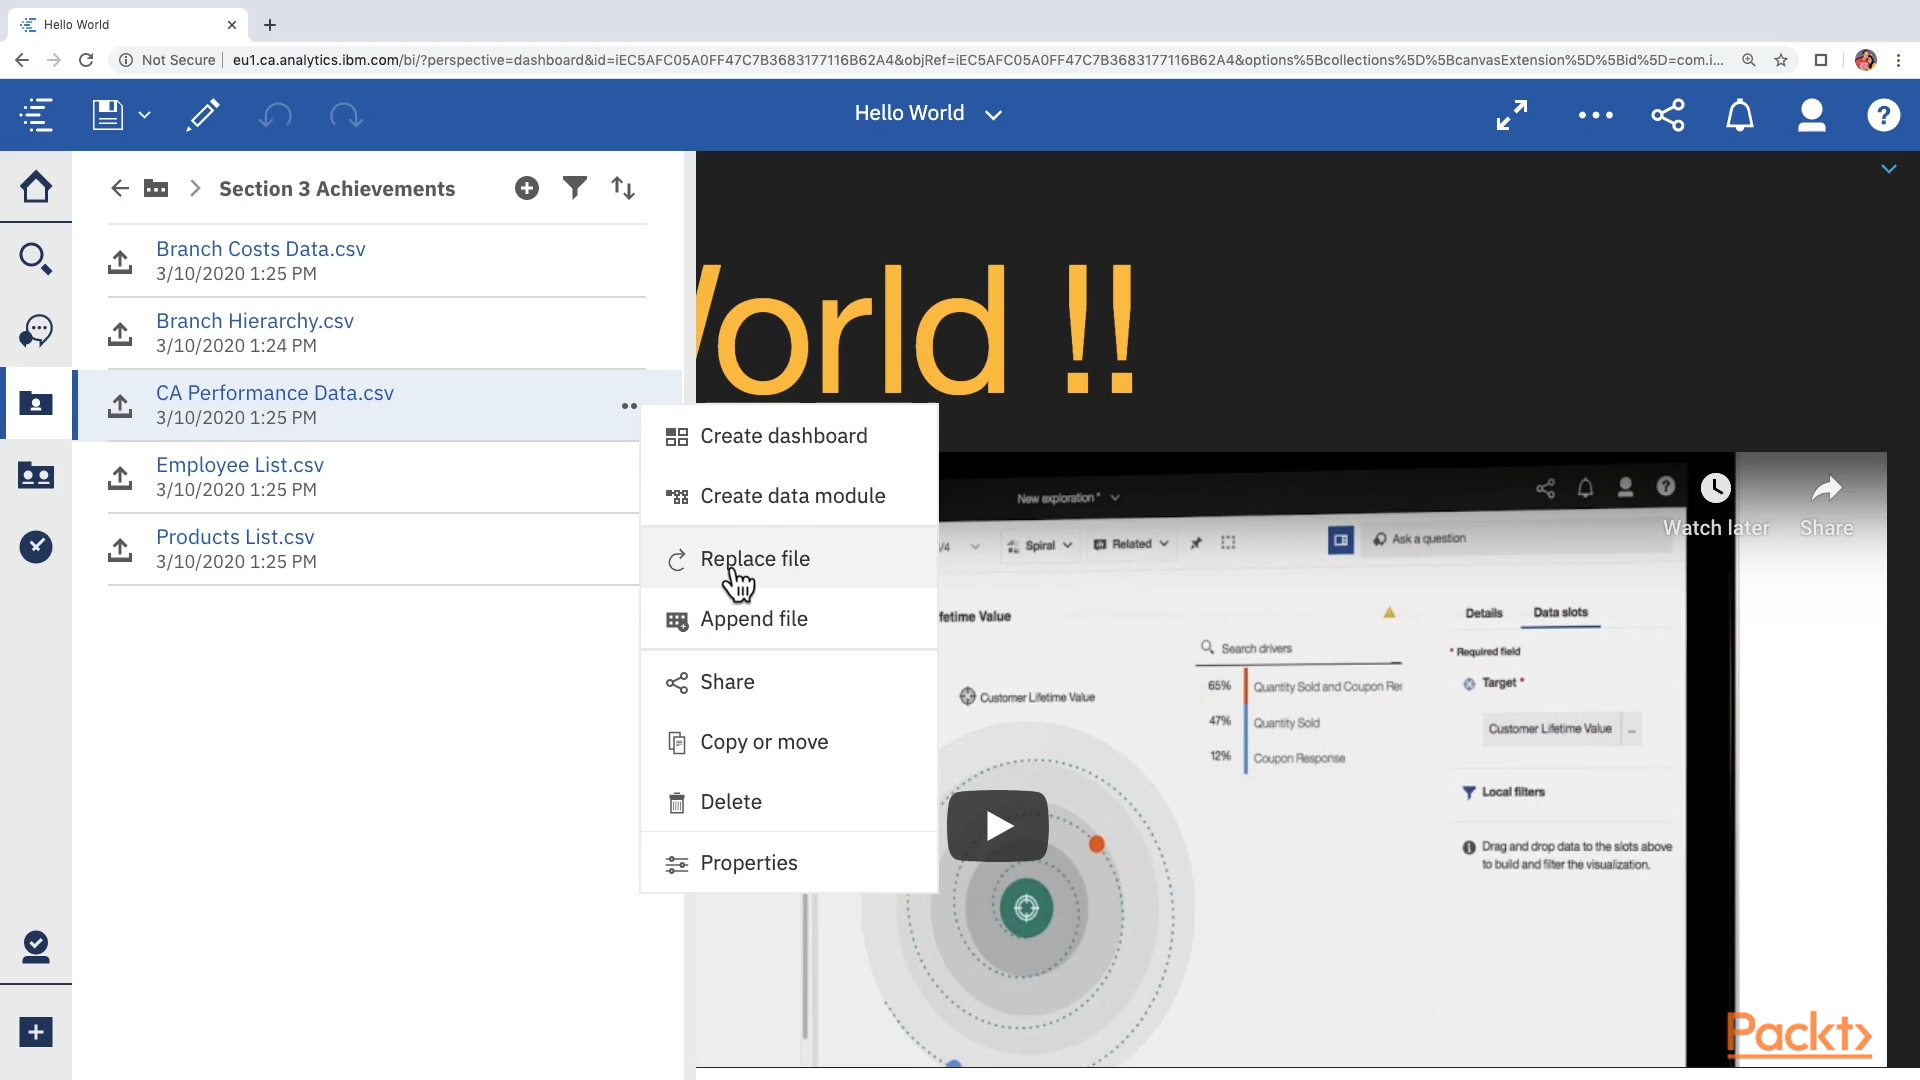 Hello World
Not Secure
eu1.ca.analytics.ibm.com/bi/?perspective=dashboard&id=iEC5AFC05A0FF47C7B3683177116B62A4&objRef=iEC5AFC05A0FF47C7B3683177116B62A4&options%5Bcollections%5D%5BcanvasExtension%5D%5Bid%5D=com.i...
Hello World
Section 3 Achievements
Branch Costs Data.csv
3/10/2020 1:25 PM
Branch Hierarchy.csv
3/10/2020 1:24 PM
CA Performance Data.csv
3/10/2020 1:25 PM
Employee List.csv
3/10/2020 1:25 PM
Products List.csv
3/10/2020 1:25 PM
Create dashboard
Create data module
Replace file
Append file
Share
Copy or move
Delete
Properties
World !!
New exploration*
Watch later
Share
/4
Spiral
Related
Ask a question
fetime Value
Details
Data slots
Search drivers
* Required field
65% Quantity Sold and Coupon Res
Target *
Customer Lifetime Value
47% Quantity Sold
Customer Lifetime Value ...
12% Coupon Response
Local filters
Drag and drop data to the slots above
to build and filter the visualization.
Packt>